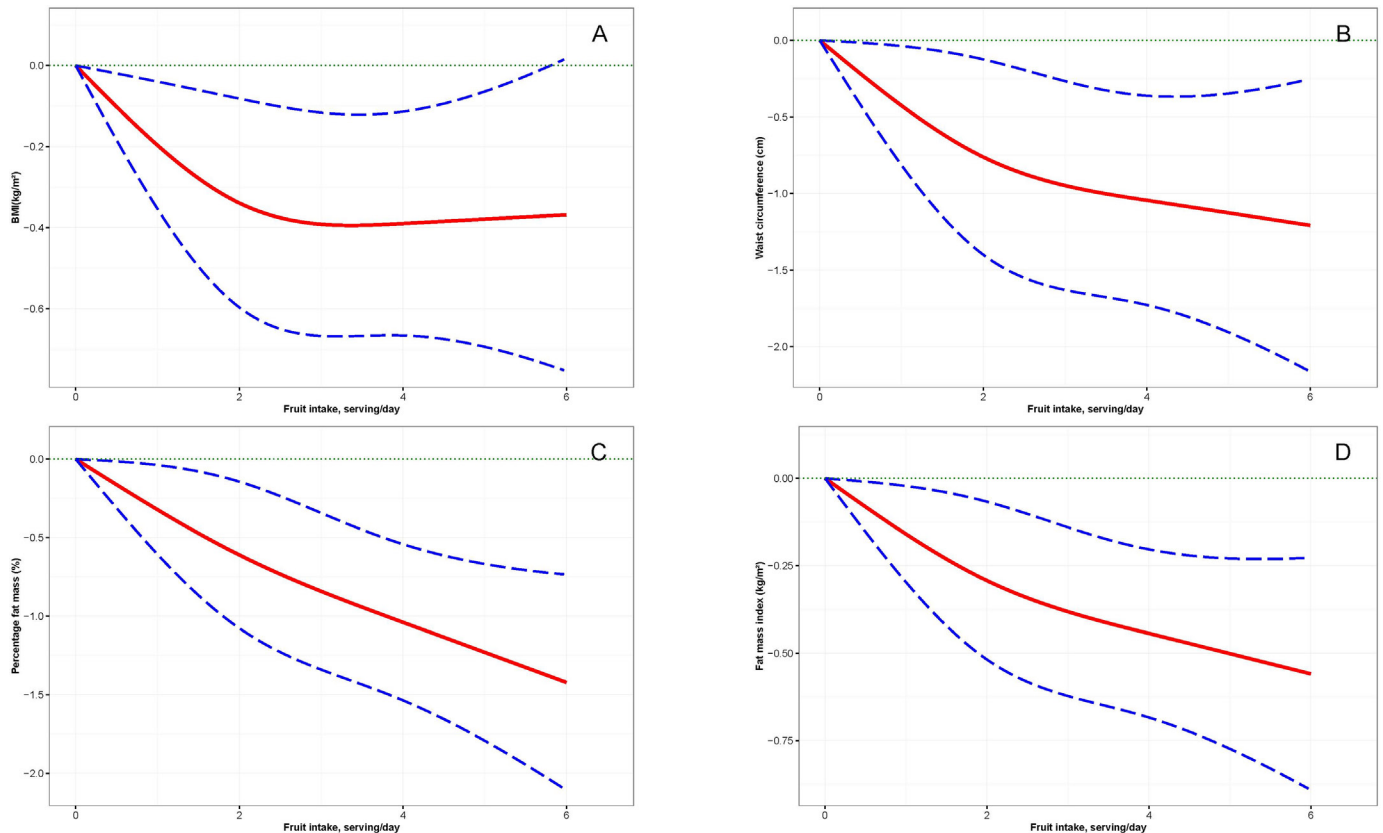 A
0.0
−0.2
−0.4
−0.6
BMI(kg/m²)
0 2 4 6
Fruit intake, serving/day
B
0.0
−0.5
−1.0
−1.5
−2.0
Waist circumference (cm)
0 2 4 6
Fruit intake, serving/day
C
0.0
−0.5
−1.0
−1.5
−2.0
Percentage fat mass (%)
0 2 4 6
Fruit intake, serving/day
D
0.00
−0.25
−0.50
−0.75
Fat mass index (kg/m²)
0 2 4 6
Fruit intake, serving/day